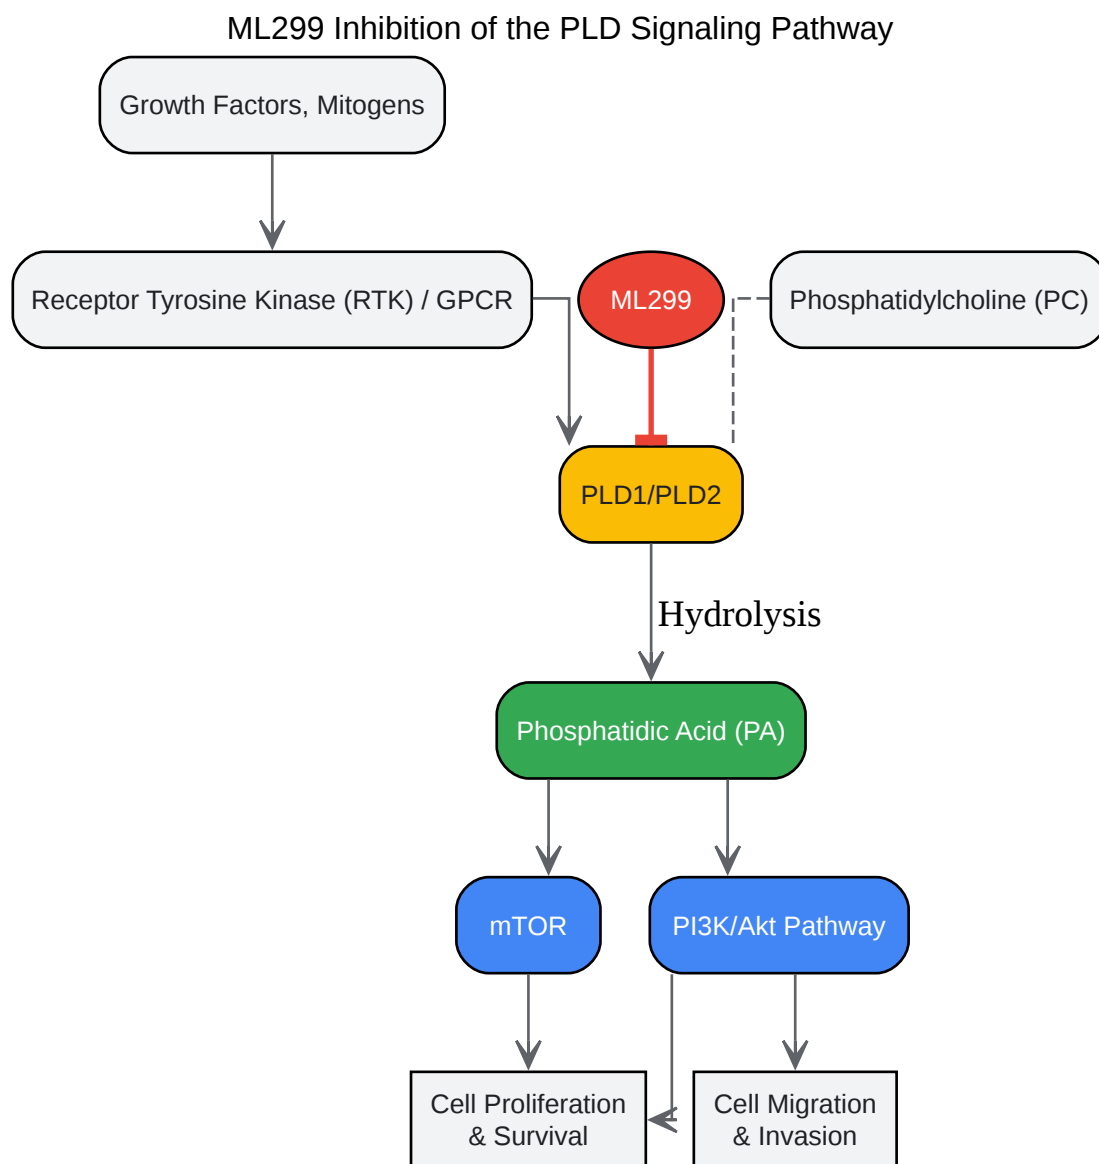 ML299 Inhibition of the PLD Signaling Pathway
Growth Factors, Mitogens
Receptor Tyrosine Kinase (RTK) / GPCR
ML299
Phosphatidylcholine (PC)
PLD1/PLD2
Hydrolysis
Phosphatidic Acid (PA)
mTOR
PI3K/Akt Pathway
Cell Proliferation
& Survival
Cell Migration
& Invasion